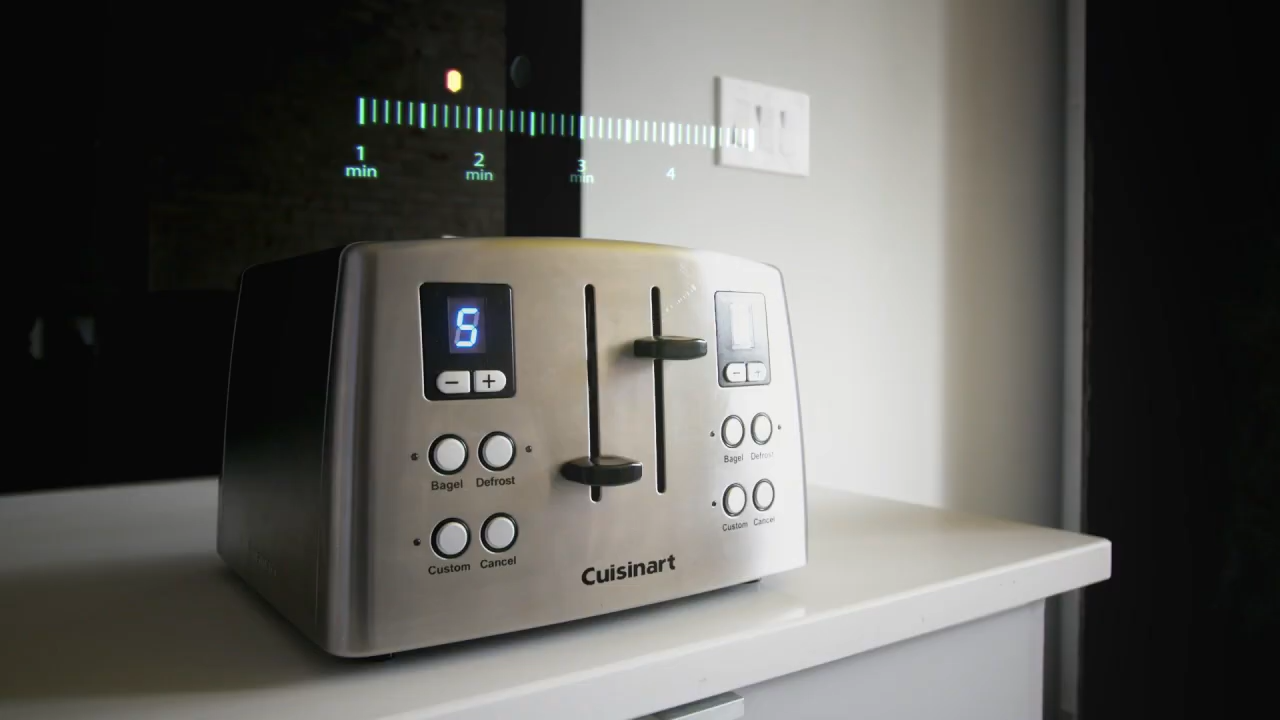 1 2 3 4
min min min
5
− +
− +
Bagel Defrost
Bagel Defrost
Custom Cancel
Custom Cancel
Cuisinart